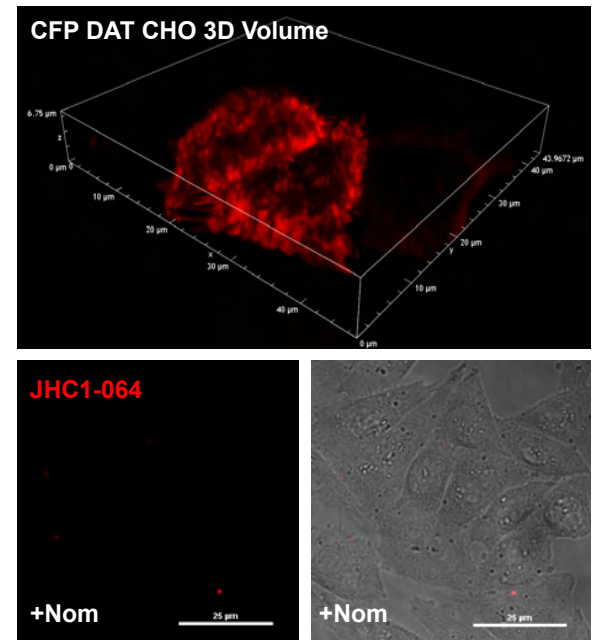 CFP DAT CHO 3D Volume
6.75 µm
z
0 µm
0
10 µm
20 µm
x
30 µm
40 µm
43.9672 µm
40 µm
30 µm
20 µm
y
10 µm
0 µm
JHC1-064
+Nom
25 µm
+Nom
25 µm